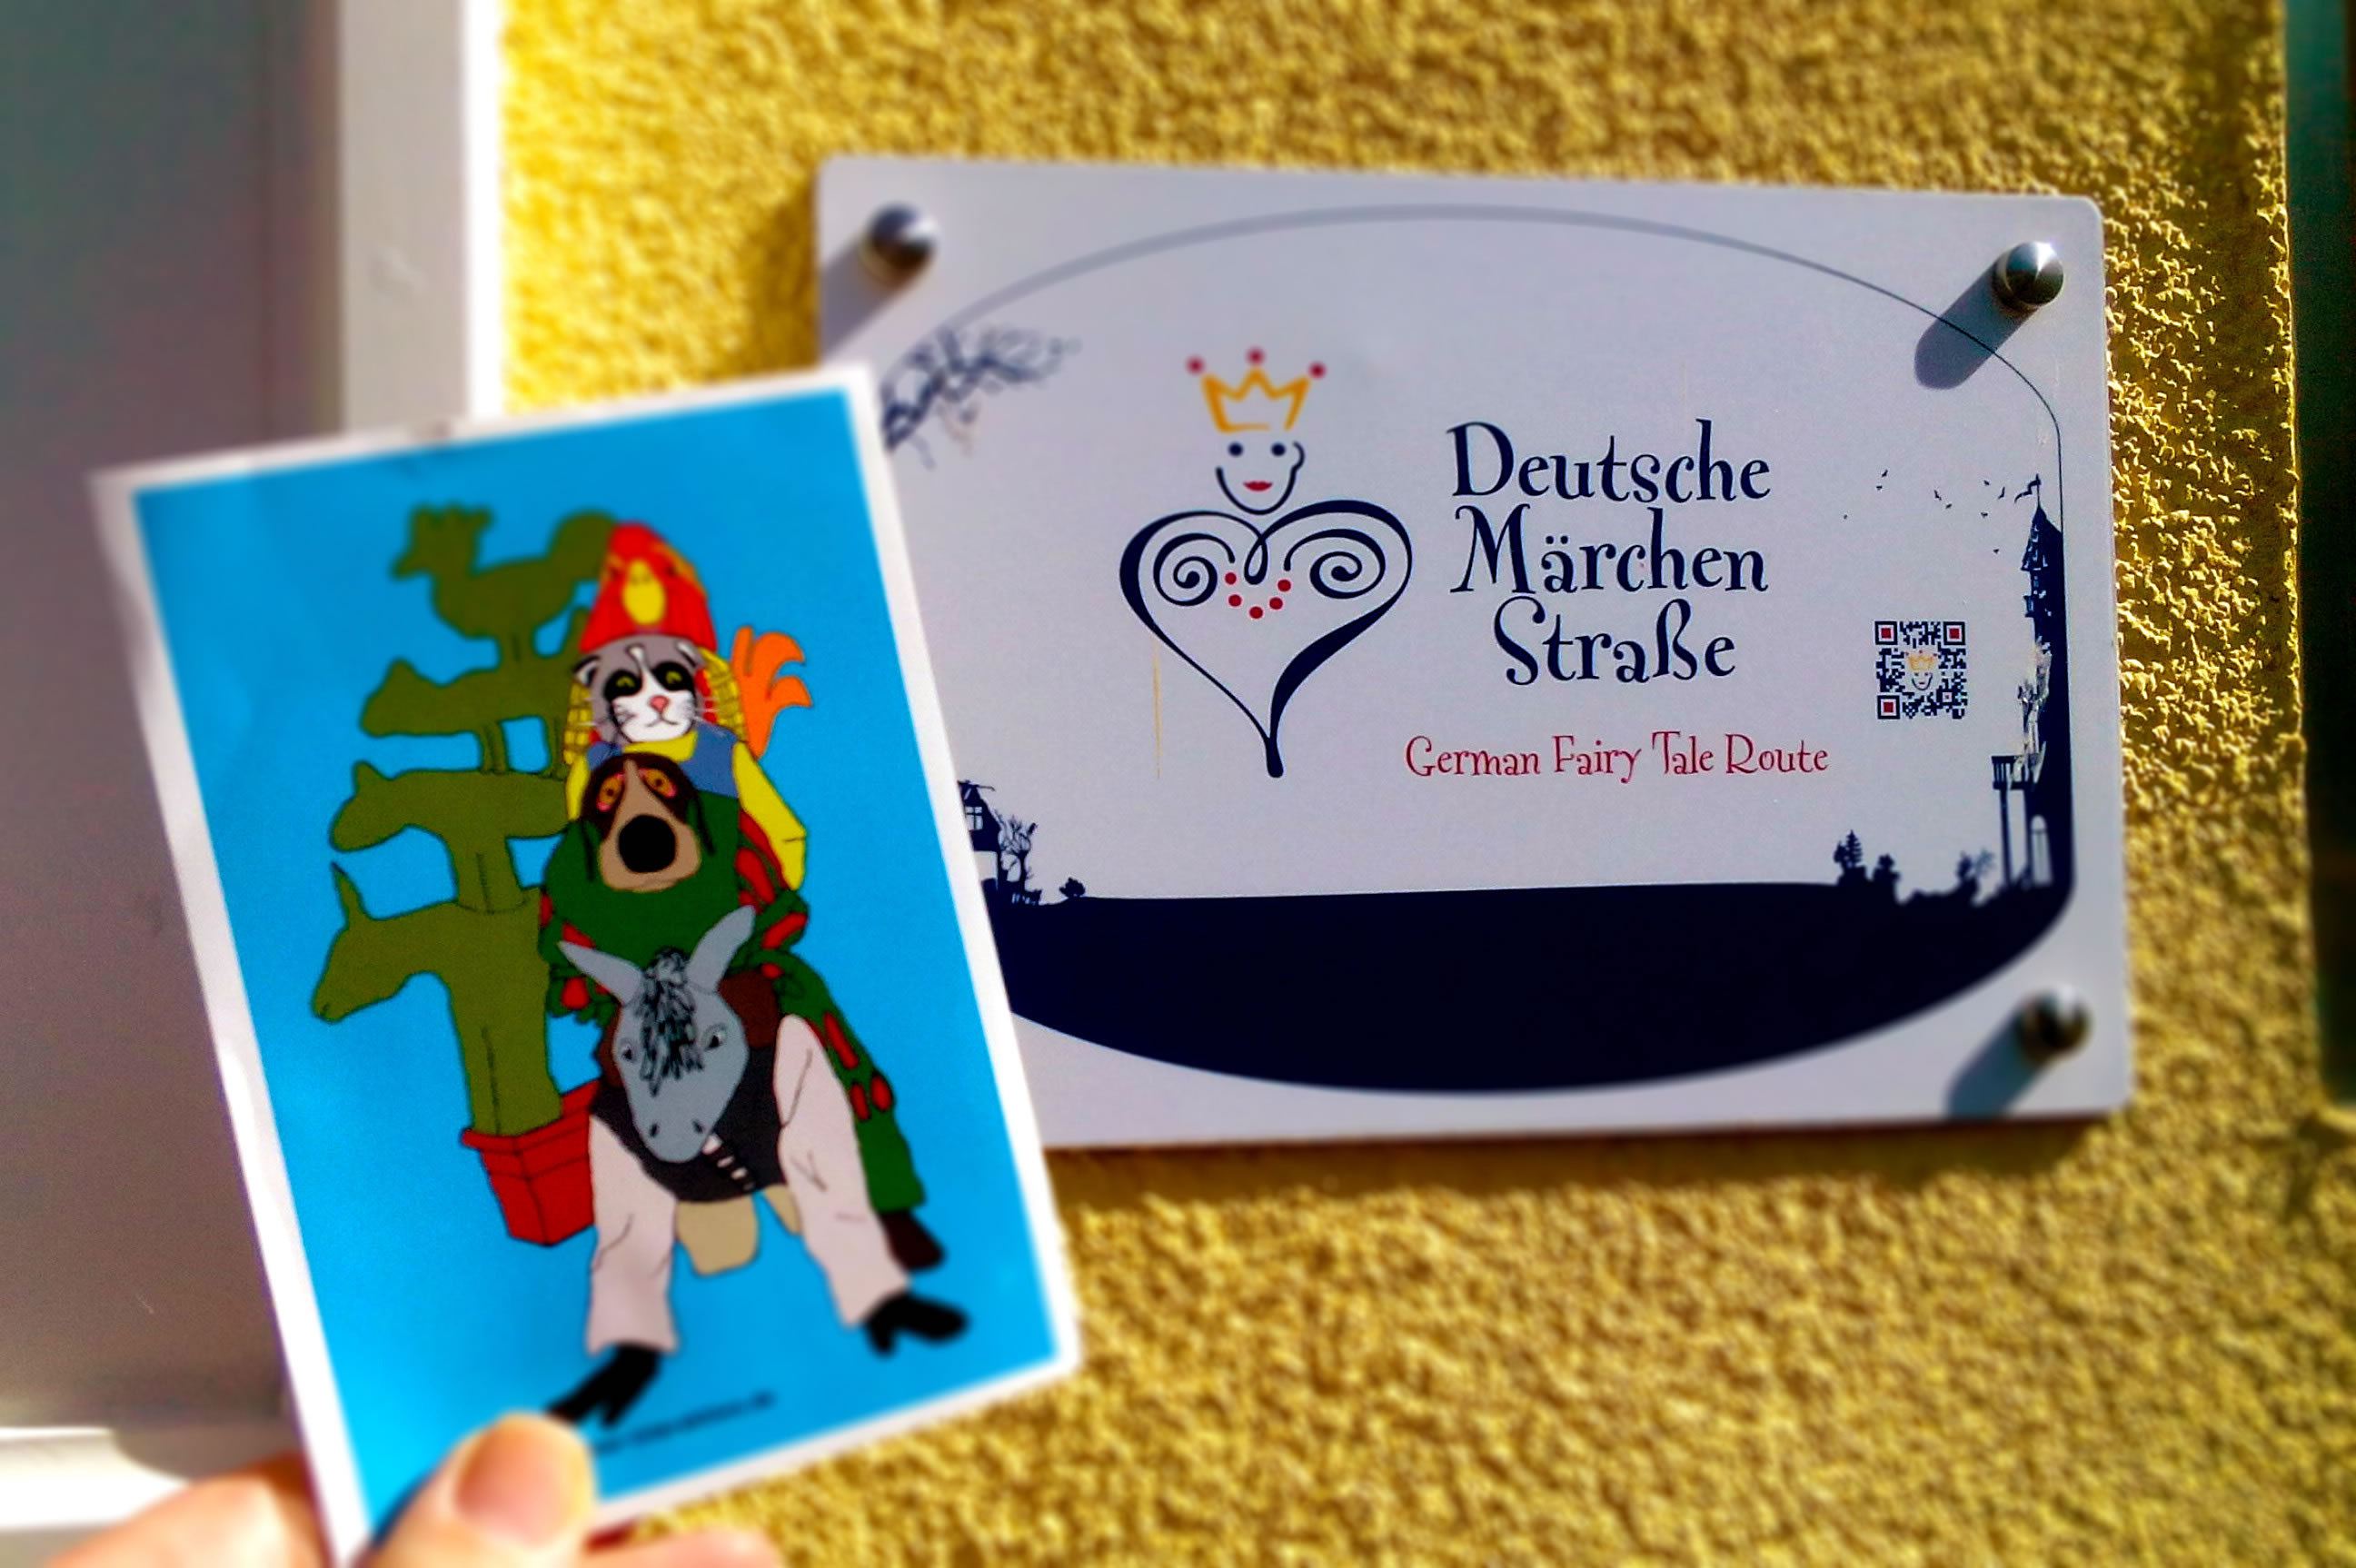 Deutsche
Märchen
Straße
German Fairy Tale Route